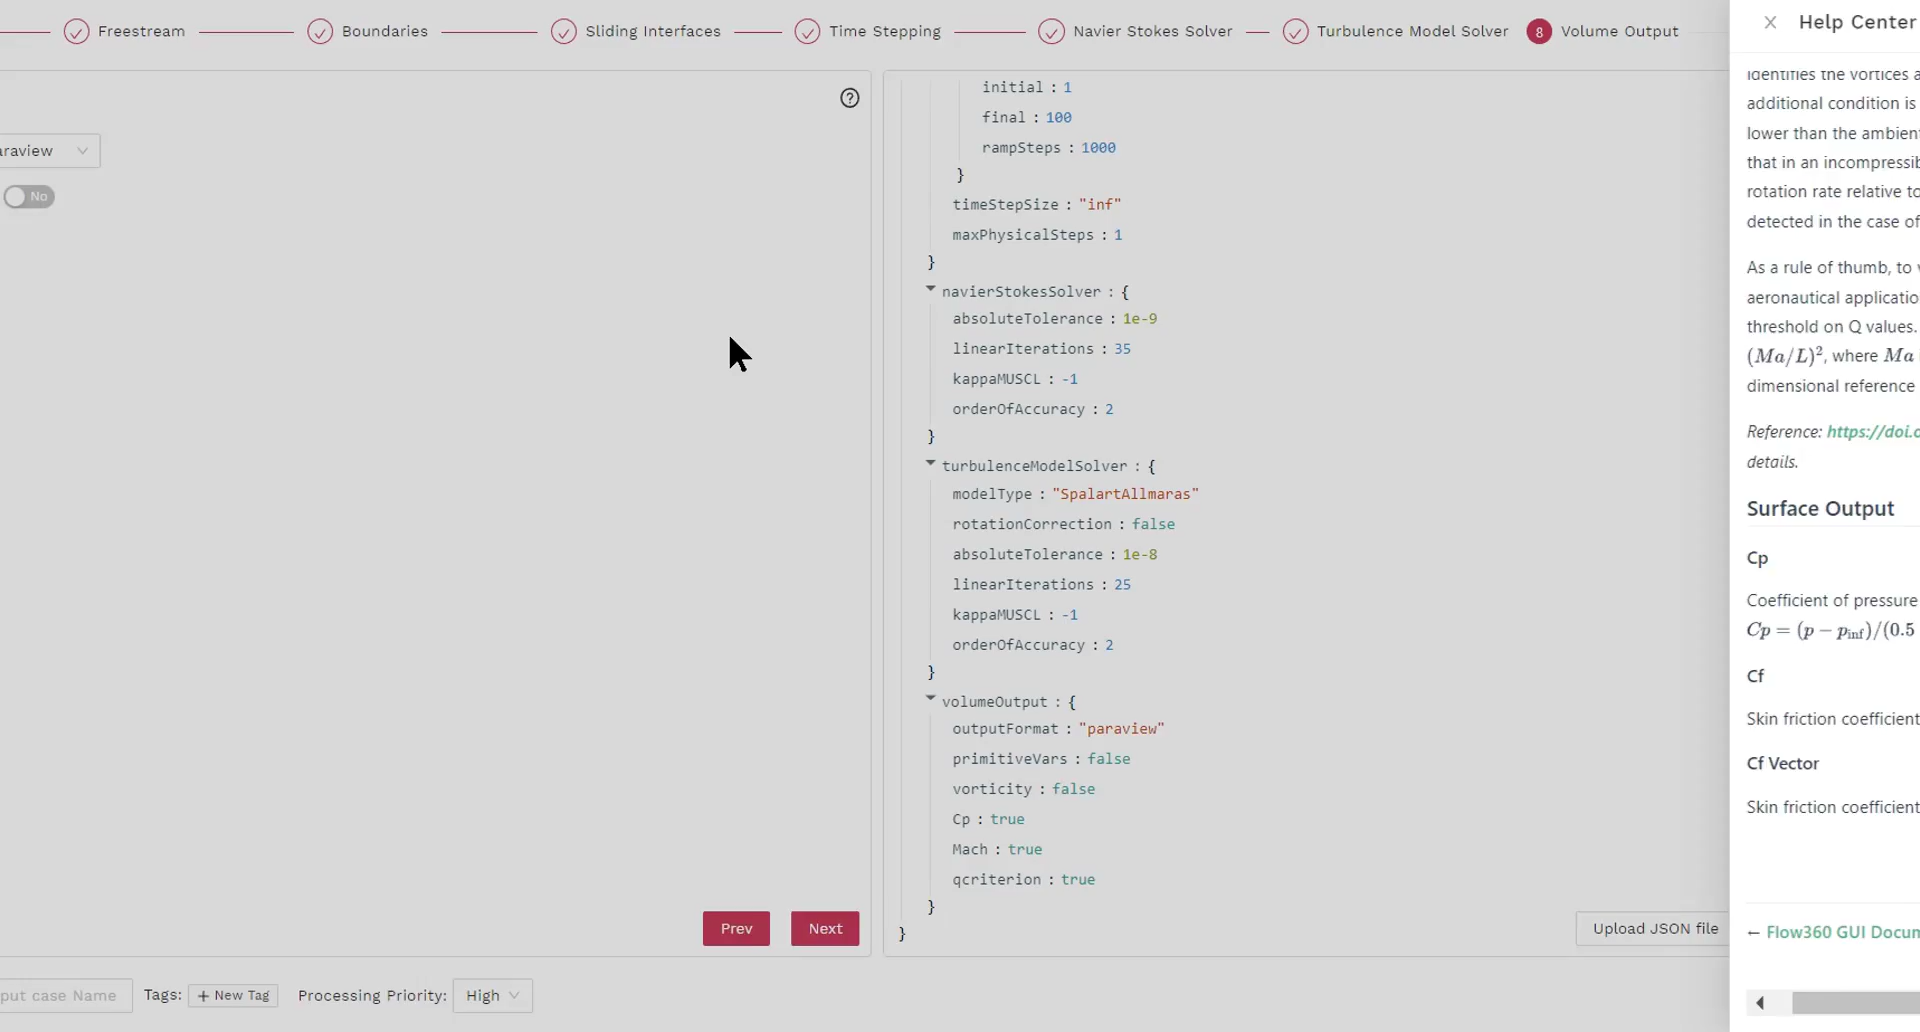 Freestream
Boundaries
Sliding Interfaces
Time Stepping
Navier Stokes Solver
Turbulence Model Solver
8 Volume Output
Help Center
araview
No
initial : 1
final : 100
rampSteps : 1000
}
timeStepSize : "inf"
maxPhysicalSteps : 1
}
navierStokesSolver : {
absoluteTolerance : 1e-9
linearIterations : 35
kappaMUSCL : -1
orderOfAccuracy : 2
}
turbulenceModelSolver : {
modelType : "SpalartAllmaras"
rotationCorrection : false
absoluteTolerance : 1e-8
linearIterations : 25
kappaMUSCL : -1
orderOfAccuracy : 2
}
volumeOutput : {
outputFormat : "paraview"
primitiveVars : false
vorticity : false
Cp : true
Mach : true
qcriterion : true
}
}
Prev
Next
Upload JSON file
put case Name
Tags:
+ New Tag
Processing Priority:
High
identifies the vortices a
additional condition is
lower than the ambient
that in an incompressib
rotation rate relative to
detected in the case of
As a rule of thumb, to v
aeronautical applicatio
threshold on Q values.
(Ma/L)², where Ma i
dimensional reference
Reference: https://doi.o
details.
Surface Output
Cp
Coefficient of pressure
Cp = (p − pinf)/(0.5
Cf
Skin friction coefficient
Cf Vector
Skin friction coefficient
← Flow360 GUI Docum